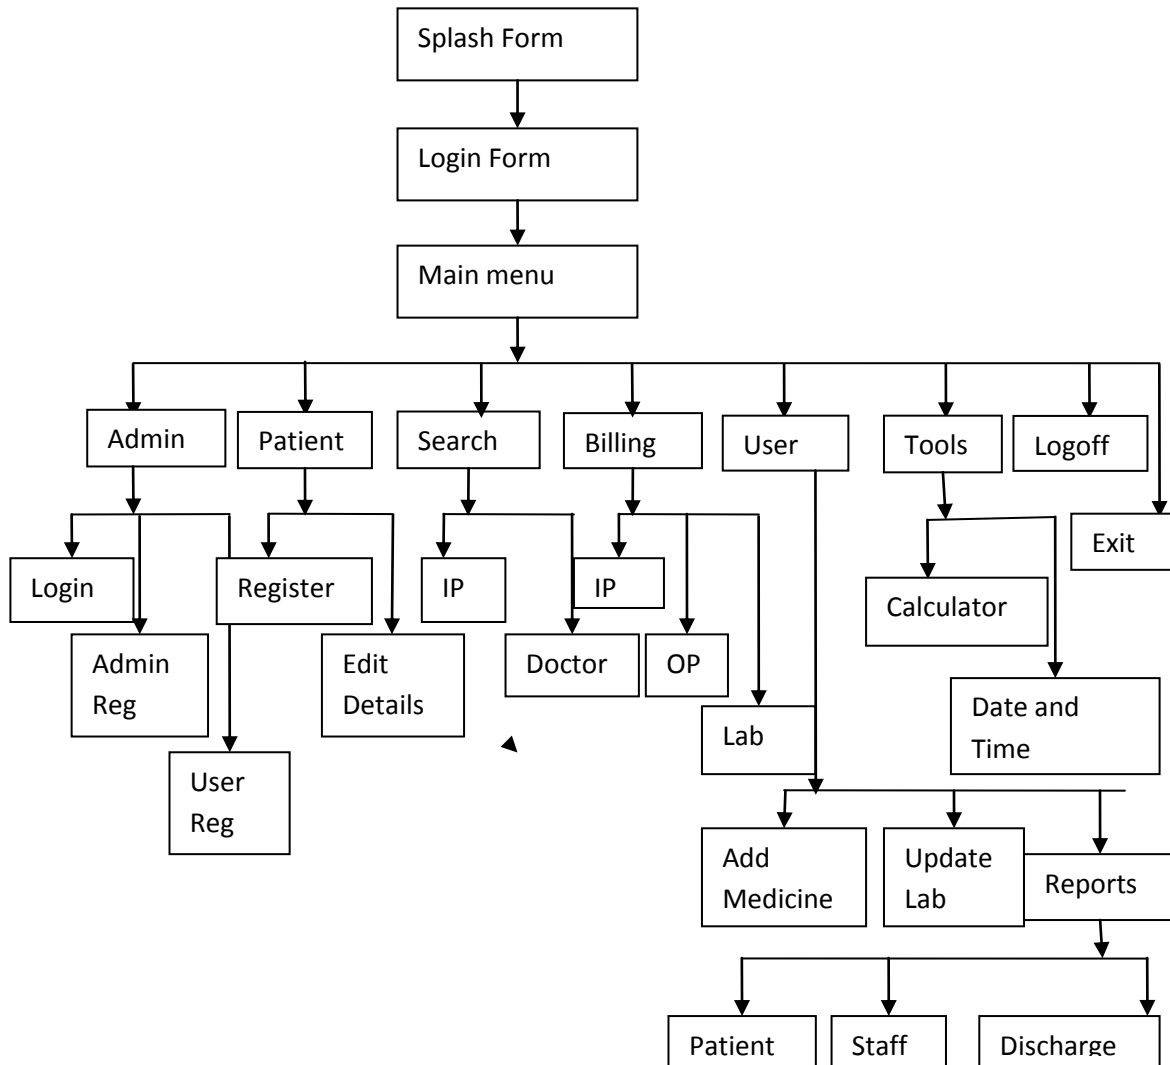 Splash Form
Login Form
Main menu
Admin
Patient
Search
Billing
User
Tools
Logoff
Exit
Login
Register
IP
IP
Calculator
Admin
Reg
Edit
Details
Doctor
OP
Date and
Time
Lab
User
Reg
Add
Medicine
Update
Lab
Reports
Patient
Staff
Discharge